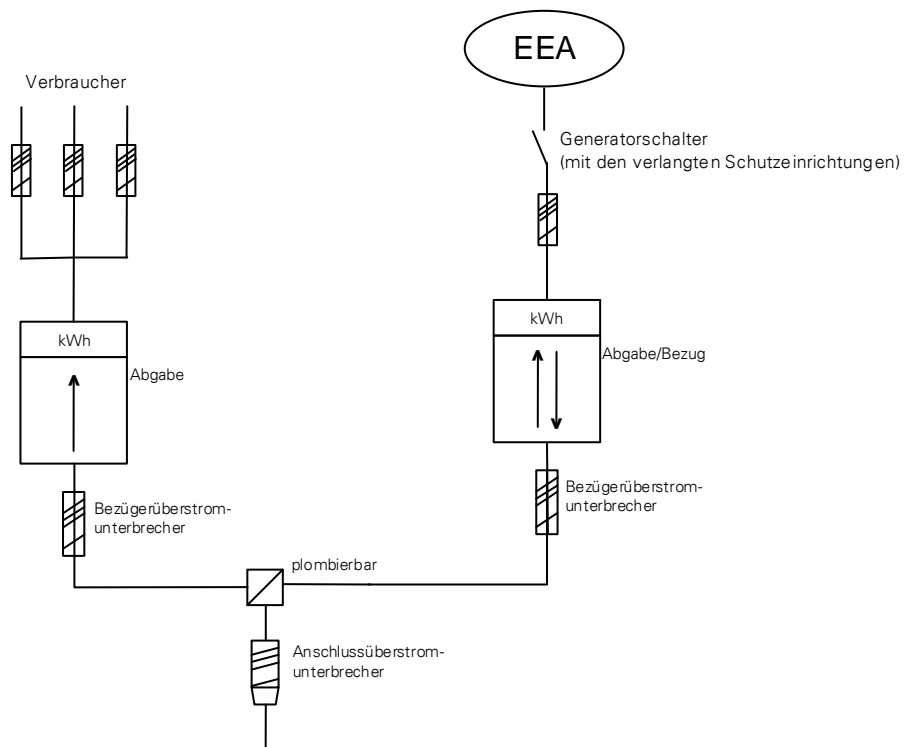 EEA
Verbraucher
Generatorschalter
(mit den verlangten Schutzeinrichtungen)
kWh
Abgabe/Bezug
kWh
Abgabe
Bezügerüberstrom-
unterbrecher
Bezügerüberstrom-
unterbrecher
plombierbar
Anschlussüberstrom-
unterbrecher